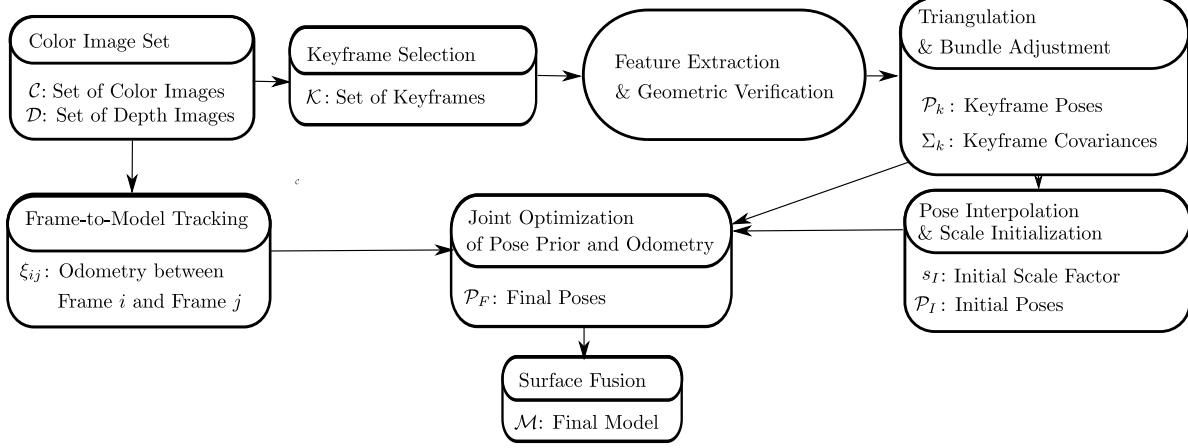 Color Image Set
𝒞: Set of Color Images
𝒟: Set of Depth Images
Keyframe Selection
𝒦: Set of Keyframes
Feature Extraction
& Geometric Verification
Triangulation
& Bundle Adjustment
𝒫ₖ: Keyframe Poses
Σₖ: Keyframe Covariances
c
Frame-to-Model Tracking
ξᵢⱼ: Odometry between
Frame i and Frame j
Joint Optimization
of Pose Prior and Odometry
𝒫_F: Final Poses
Pose Interpolation
& Scale Initialization
s_I: Initial Scale Factor
𝒫_I: Initial Poses
Surface Fusion
ℳ: Final Model